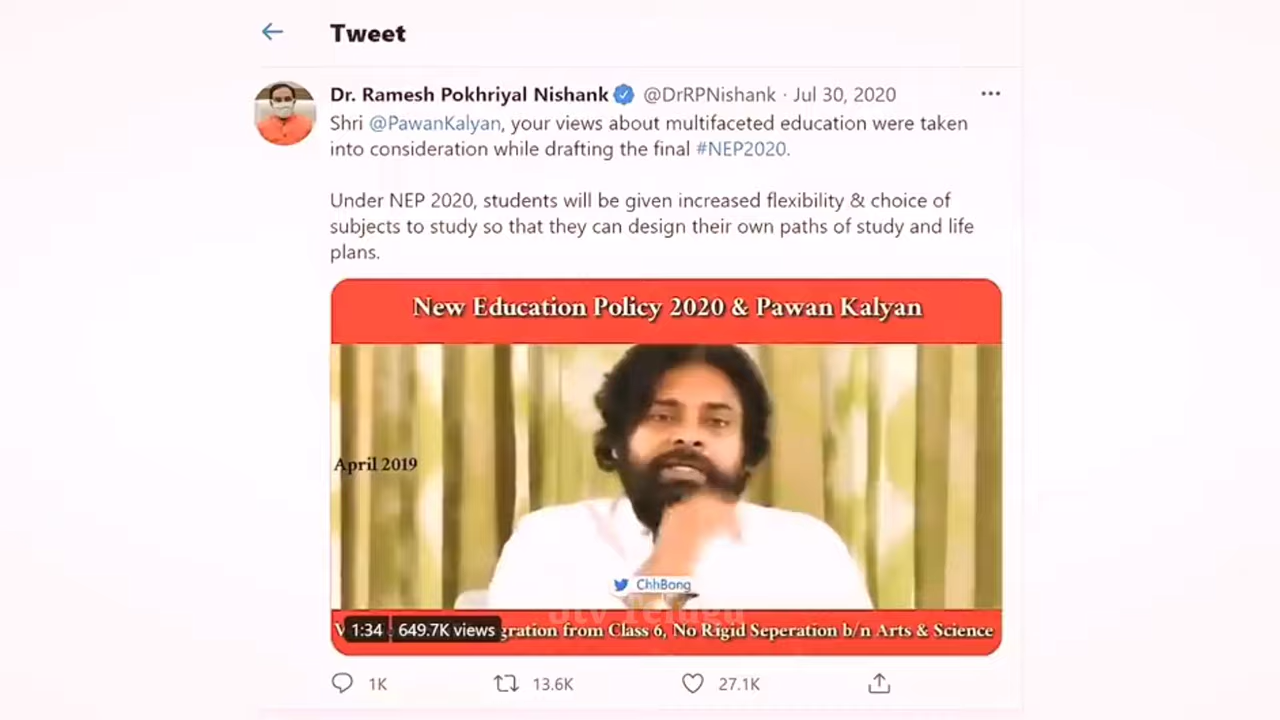 Tweet
Dr. Ramesh Pokhriyal Nishank @DrRPNishank · Jul 30, 2020
Shri @PawanKalyan, your views about multifaceted education were taken
into consideration while drafting the final #NEP2020.
Under NEP 2020, students will be given increased flexibility & choice of
subjects to study so that they can design their own paths of study and life
plans.
New Education Policy 2020 & Pawan Kalyan
April 2019
ChhBong
Jtv Telugu
1:34 649.7K views
from Class 6, No Rigid Seperation b/n Arts & Science
1K 13.6K 27.1K